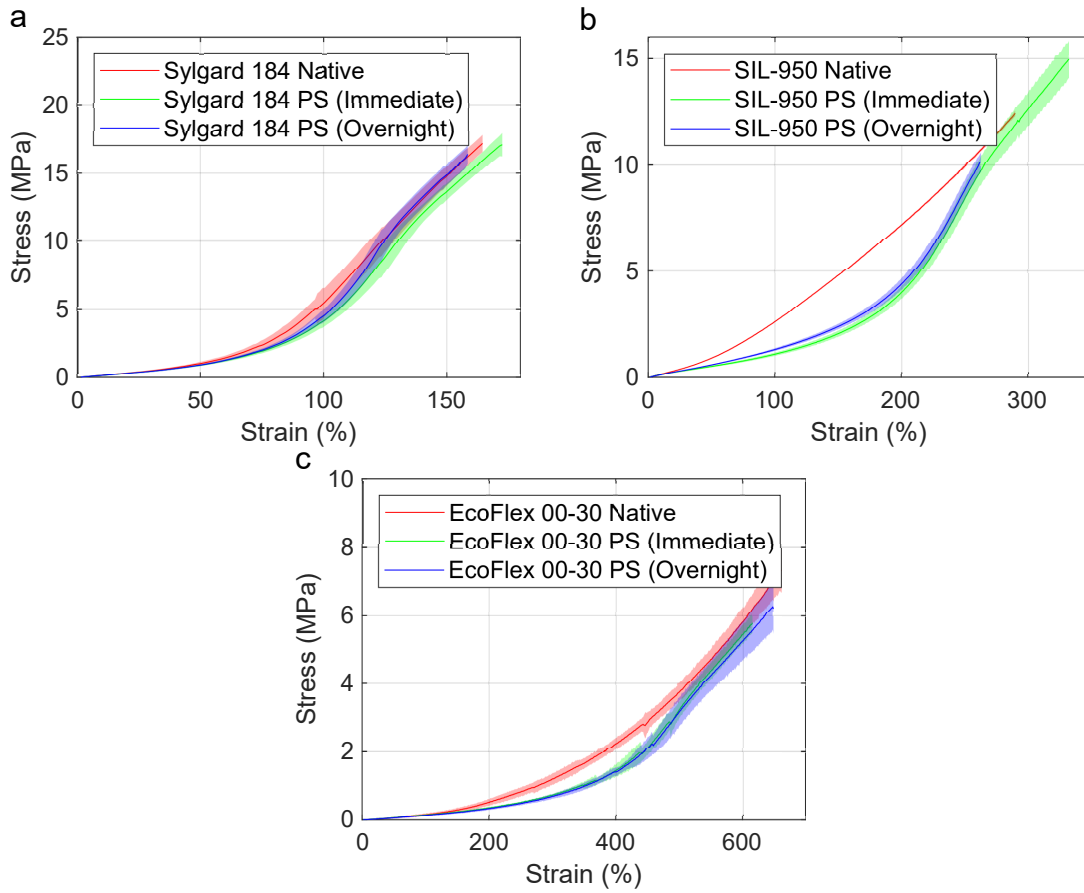 a
25
20
15
10
5
0
Stress (MPa)
Sylgard 184 Native
Sylgard 184 PS (Immediate)
Sylgard 184 PS (Overnight)
0 50 100 150
Strain (%)
b
15
10
5
0
Stress (MPa)
SIL-950 Native
SIL-950 PS (Immediate)
SIL-950 PS (Overnight)
0 100 200 300
Strain (%)
c
10
8
6
4
2
0
Stress (MPa)
EcoFlex 00-30 Native
EcoFlex 00-30 PS (Immediate)
EcoFlex 00-30 PS (Overnight)
0 200 400 600
Strain (%)